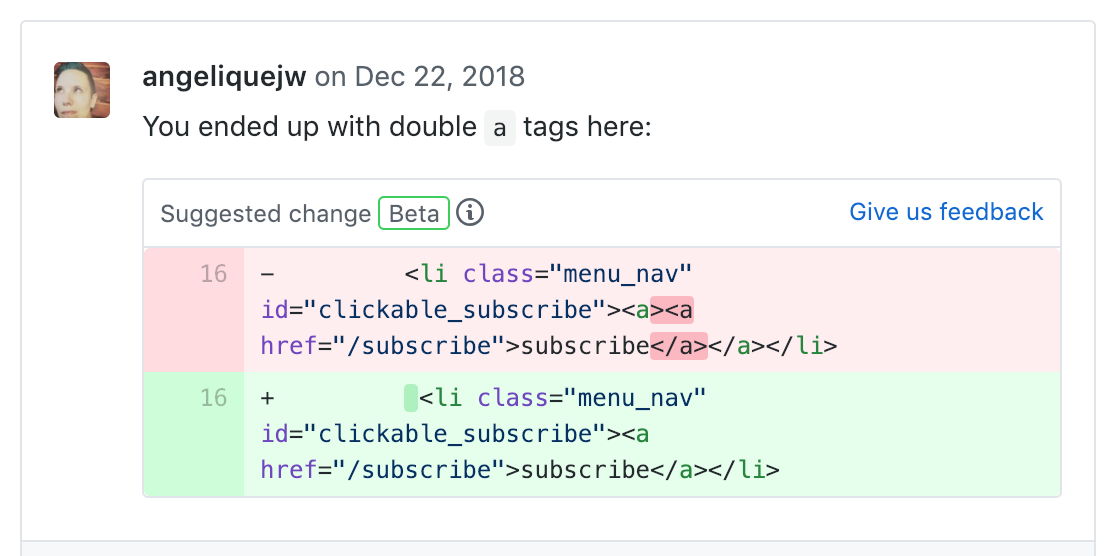 angeliquejw on Dec 22, 2018
You ended up with double a tags here:
Suggested change Beta Give us feedback
16 − <li class="menu_nav"
id="clickable_subscribe"><a><a
href="/subscribe">subscribe</a></a></li>
16 + <li class="menu_nav"
id="clickable_subscribe"><a
href="/subscribe">subscribe</a></li>